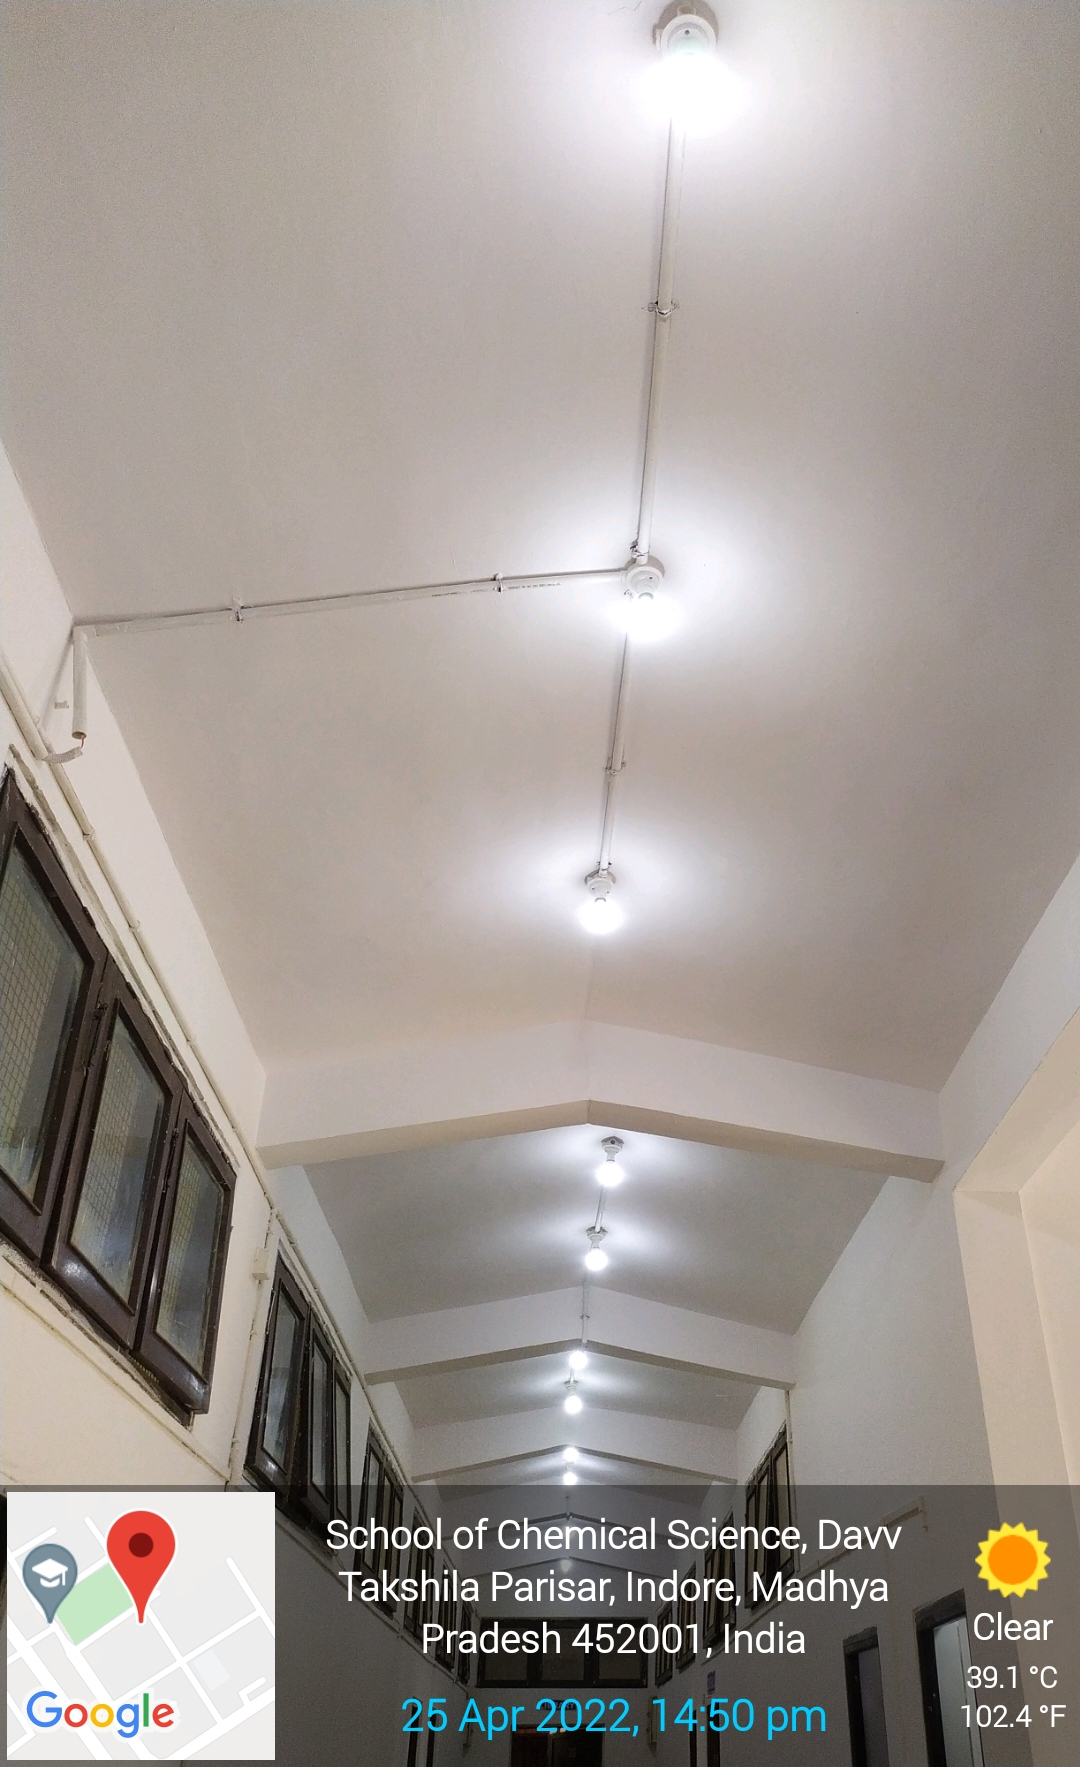 School of Chemical Science, Davv
Takshila Parisar, Indore, Madhya
Pradesh 452001, India
25 Apr 2022, 14:50 pm
Clear
39.1 °C
102.4 °F
Google